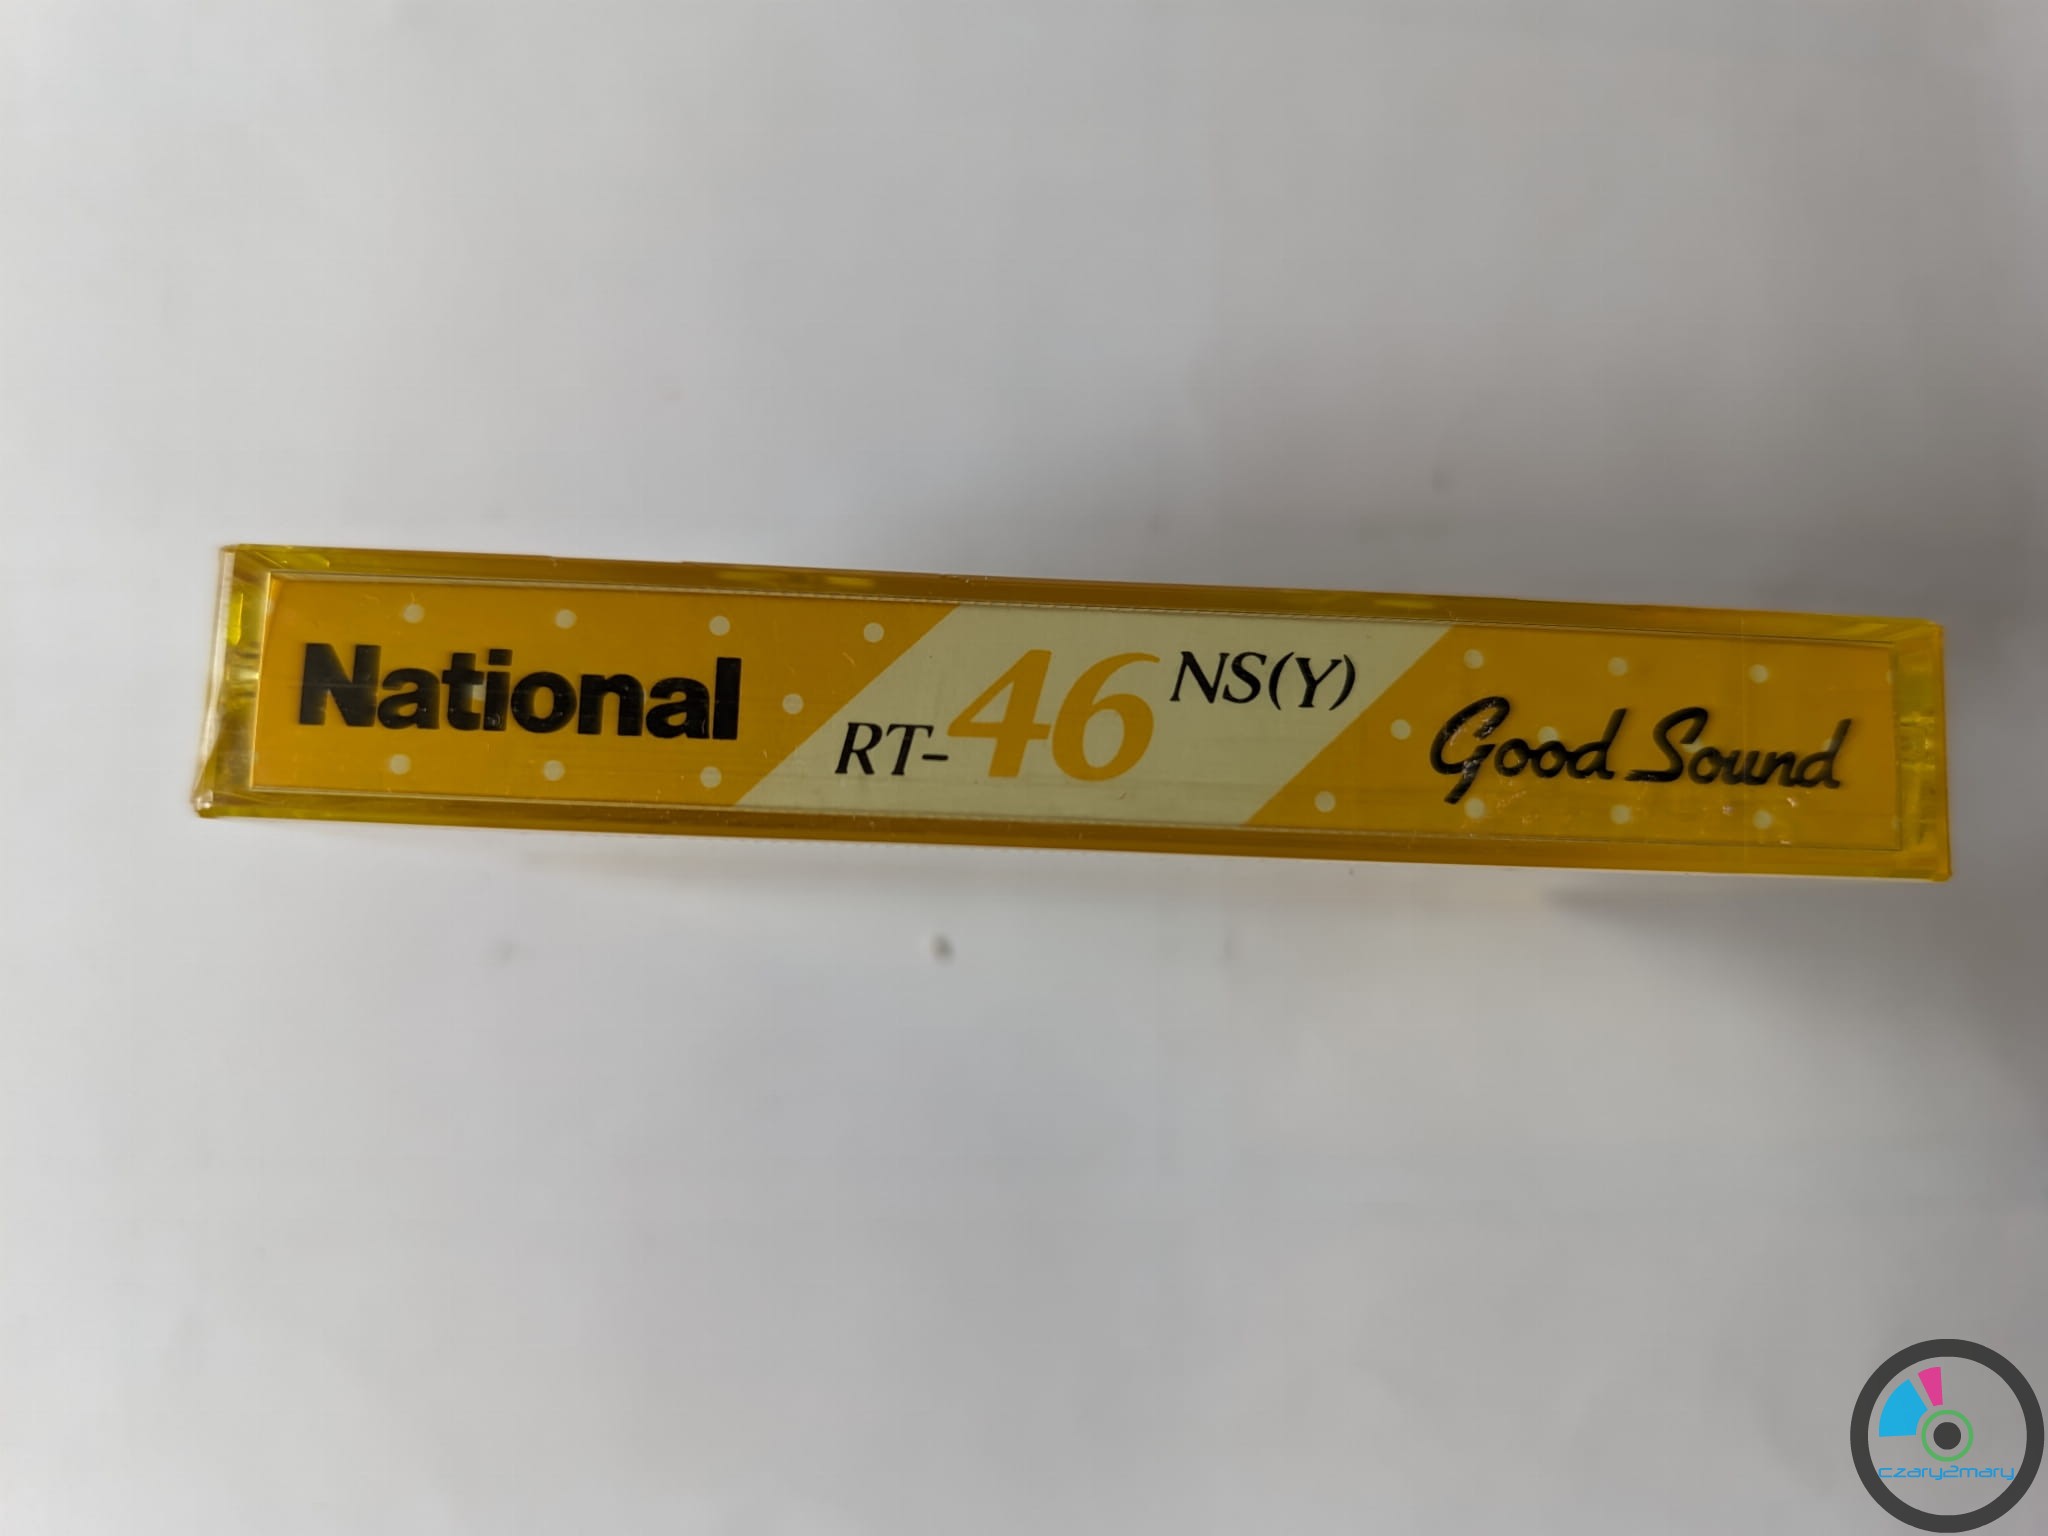 National
RT-46 NS(Y)
Good Sound
czary2mary